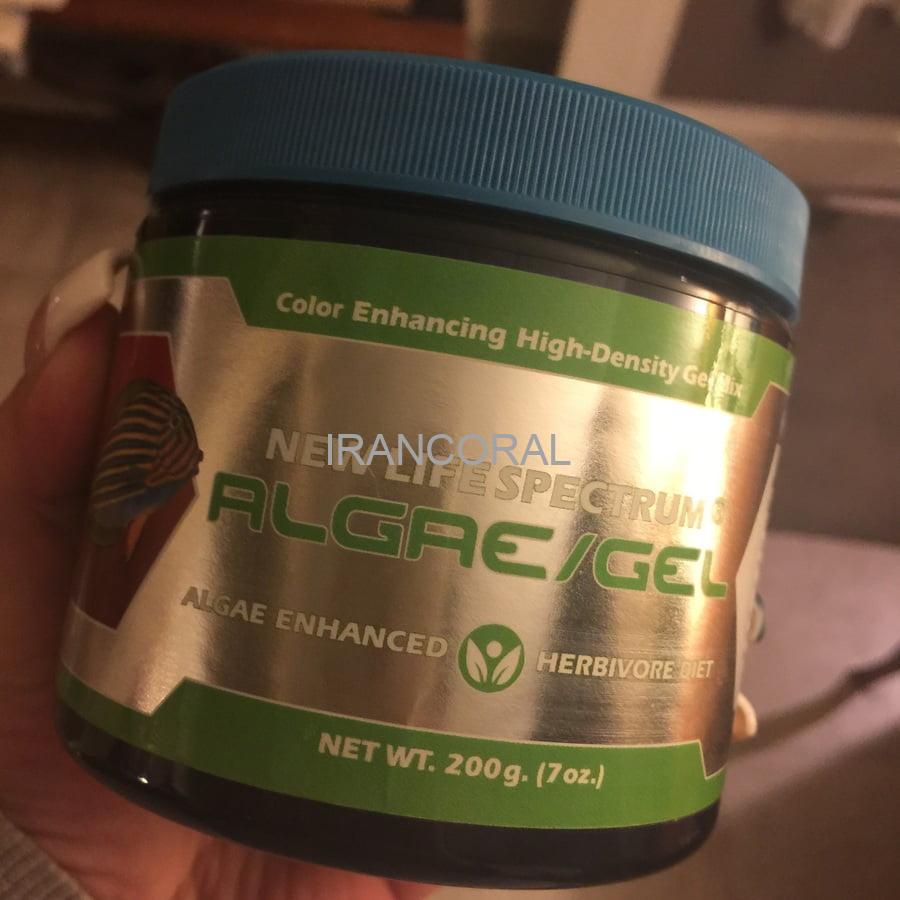 Color Enhancing High-Density Gel Mix
IRANCORAL
NEW LIFE SPECTRUM®
ALGAE/GEL
ALGAE ENHANCED HERBIVORE DIET
NET WT. 200g. (7oz.)